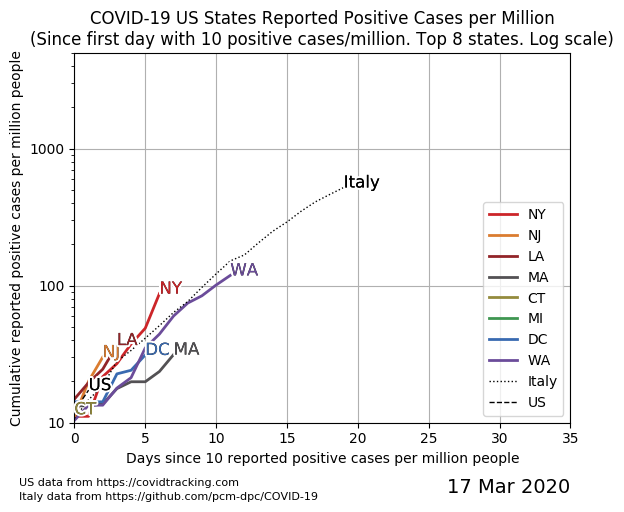 COVID-19 US States Reported Positive Cases per Million
(Since first day with 10 positive cases/million. Top 8 states. Log scale)
Cumulative reported positive cases per million people
1000
100
10
Italy
WA
NY
LA
NJ
DC
MA
US
CT
NY
NJ
LA
MA
CT
MI
DC
WA
Italy
US
0
5
10
15
20
25
30
35
Days since 10 reported positive cases per million people
US data from https://covidtracking.com
Italy data from https://github.com/pcm-dpc/COVID-19
17 Mar 2020